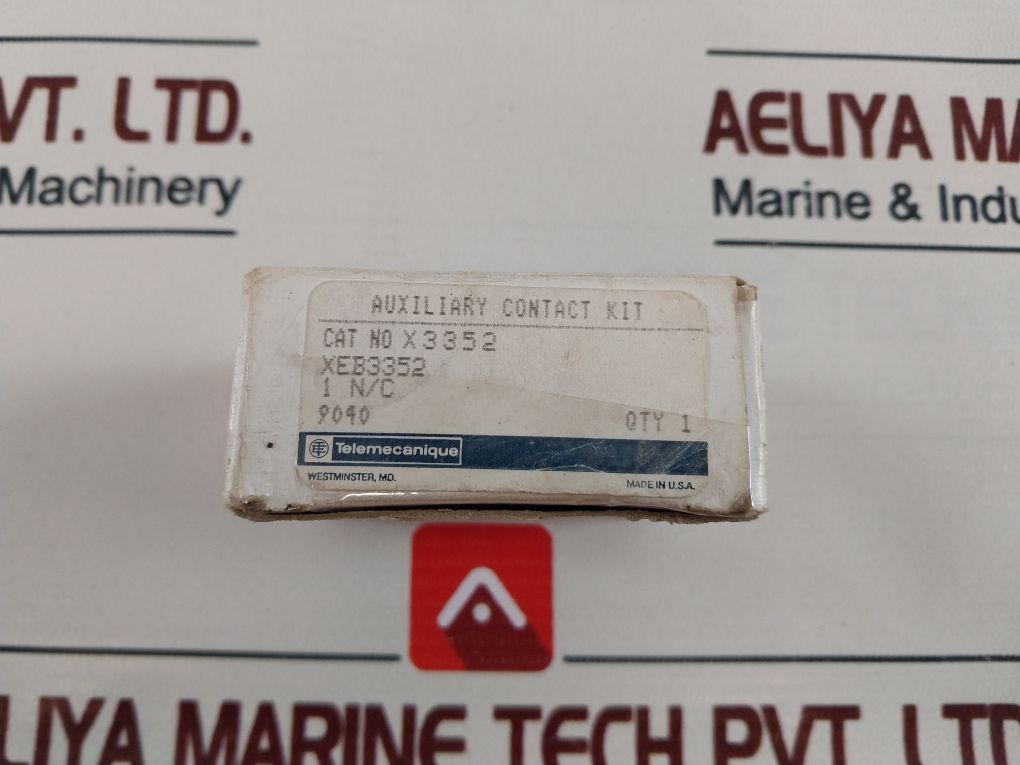 VT. LTD.
Machinery
AELIYA MA
Marine & Indu
AUXILIARY CONTACT KIT
CAT NO X3352
XEB3352
1 N/C
9040 QTY 1
TE Telemecanique
WESTMINSTER, MD. MADE IN U.S.A.
LIYA MARINE TECH PVT. LTD